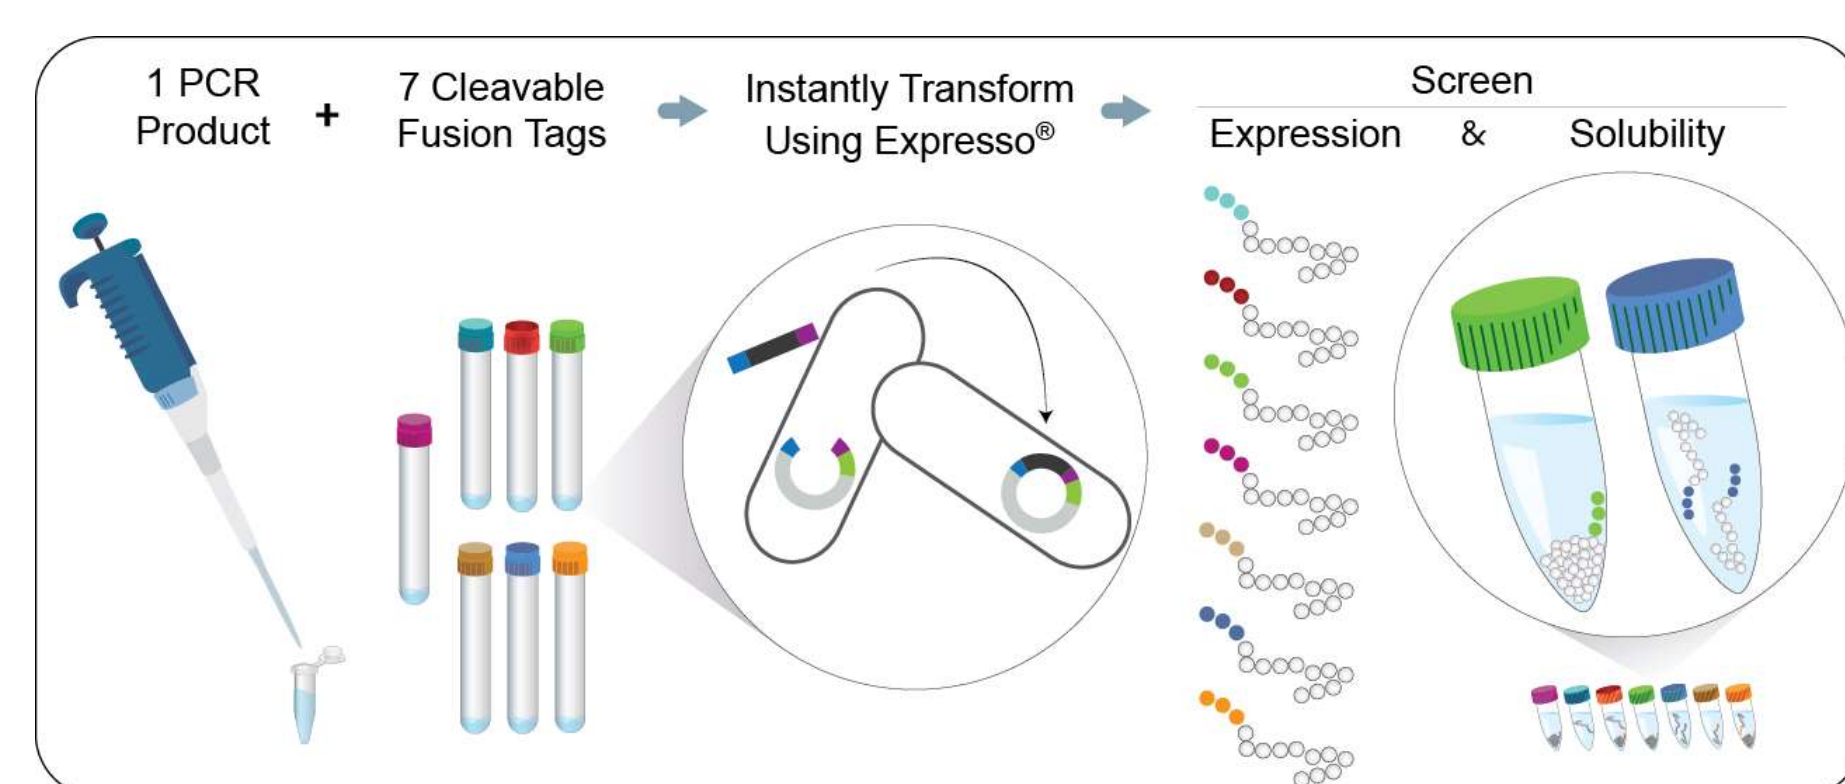 1 PCR
Product
+
7 Cleavable
Fusion Tags
Instantly Transform
Using Expresso®
Screen
Expression & Solubility